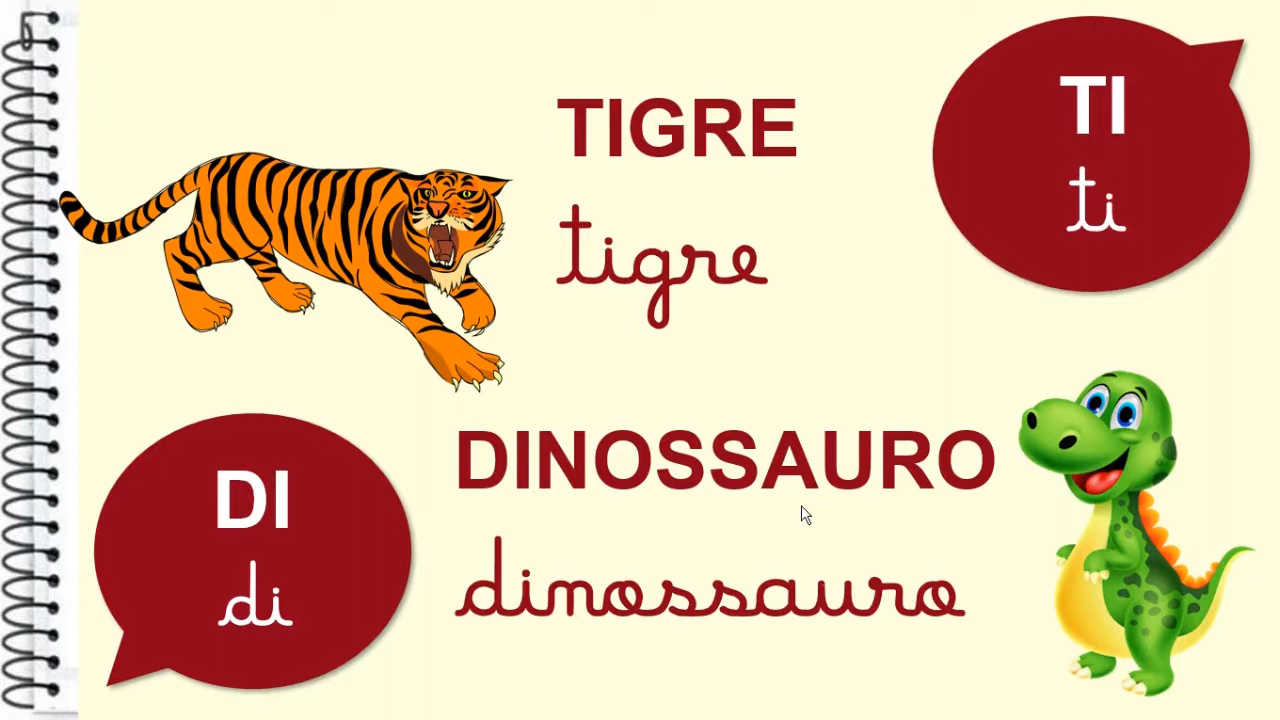 TIGRE
tigre
TI
ti
DI
di
DINOSSAURO
dinossauro